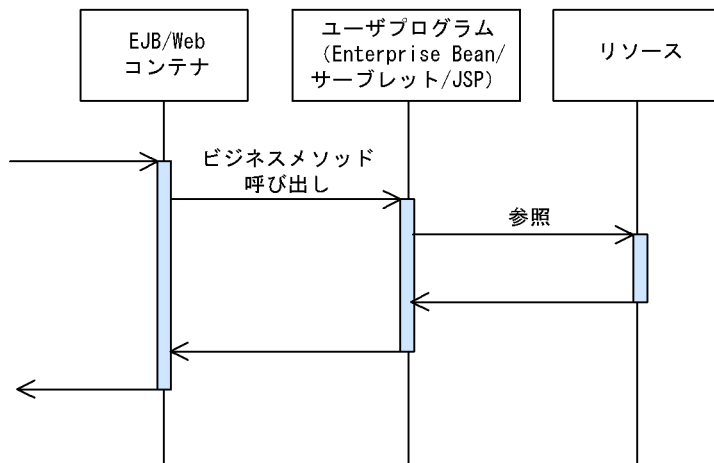 EJB/Web
コンテナ
ユーザプログラム
（Enterprise Bean/
サーブレット/JSP）
リソース
ビジネスメソッド
呼び出し
参照